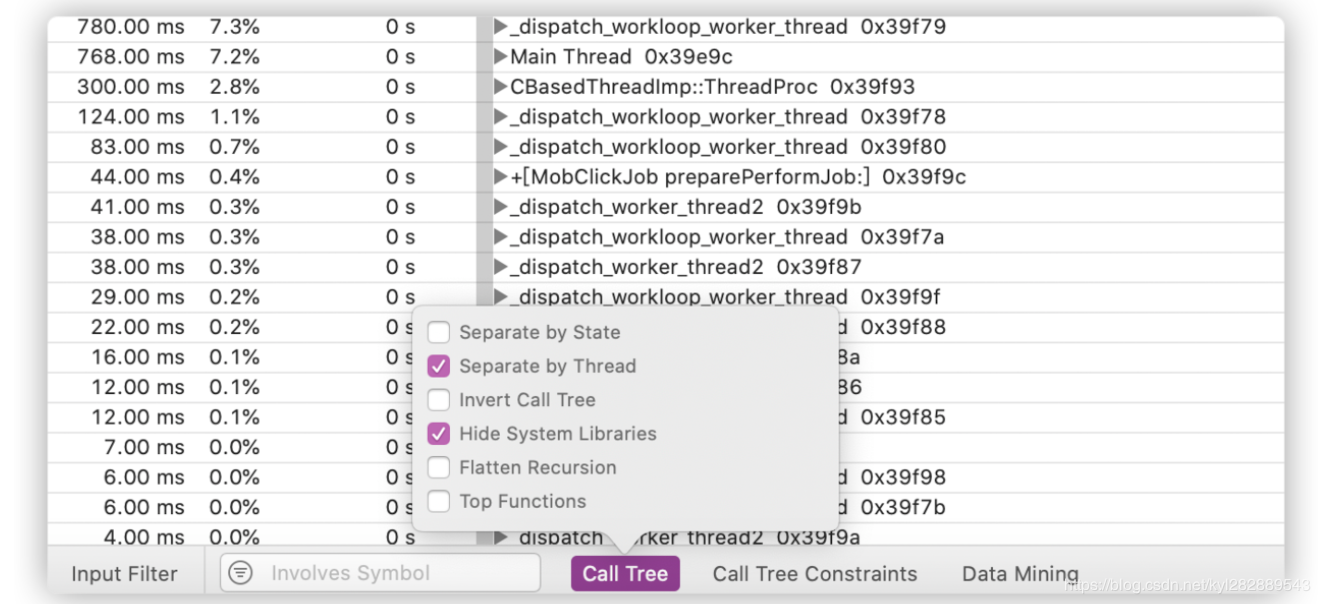 780.00 ms 7.3% 0 s _dispatch_workloop_worker_thread 0x39f79
768.00 ms 7.2% 0 s Main Thread 0x39e9c
300.00 ms 2.8% 0 s CBasedThreadImp::ThreadProc 0x39f93
124.00 ms 1.1% 0 s _dispatch_workloop_worker_thread 0x39f78
83.00 ms 0.7% 0 s _dispatch_workloop_worker_thread 0x39f80
44.00 ms 0.4% 0 s +[MobClickJob preparePerformJob:] 0x39f9c
41.00 ms 0.3% 0 s _dispatch_worker_thread2 0x39f9b
38.00 ms 0.3% 0 s _dispatch_workloop_worker_thread 0x39f7a
38.00 ms 0.3% 0 s _dispatch_worker_thread2 0x39f87
29.00 ms 0.2% 0 s _dispatch_workloop_worker_thread 0x39f9f
22.00 ms 0.2% 0 s d 0x39f88
16.00 ms 0.1% 0 s 8a
12.00 ms 0.1% 0 s 86
12.00 ms 0.1% 0 s d 0x39f85
7.00 ms 0.0% 0 s
6.00 ms 0.0% 0 s d 0x39f98
6.00 ms 0.0% 0 s d 0x39f7b
4.00 ms 0.0% 0 s dispatch rker thread2 0x39f9a
Separate by State
Separate by Thread
Invert Call Tree
Hide System Libraries
Flatten Recursion
Top Functions
Input Filter Involves Symbol Call Tree Call Tree Constraints Data Mining
https://blog.csdn.net/kyl282889543